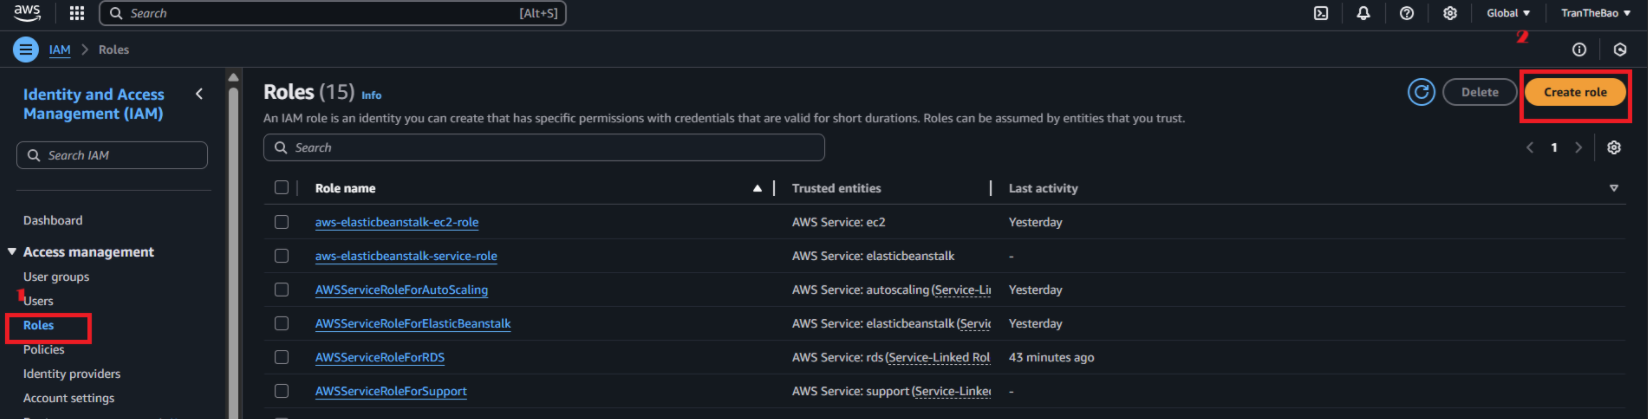 aws
Search [Alt+S]
Global TranTheBao
IAM > Roles
2
Identity and Access Management (IAM)
Search IAM
Dashboard
Access management
User groups
1
Users
Roles
Policies
Identity providers
Account settings
Roles (15) Info
Delete
Create role
An IAM role is an identity you can create that has specific permissions with credentials that are valid for short durations. Roles can be assumed by entities that you trust.
Search
< 1 >
Role name Trusted entities Last activity
aws-elasticbeanstalk-ec2-role AWS Service: ec2 Yesterday
aws-elasticbeanstalk-service-role AWS Service: elasticbeanstalk -
AWSServiceRoleForAutoScaling AWS Service: autoscaling (Service-Li Yesterday
AWSServiceRoleForElasticBeanstalk AWS Service: elasticbeanstalk (Servic Yesterday
AWSServiceRoleForRDS AWS Service: rds (Service-Linked Rol 43 minutes ago
AWSServiceRoleForSupport AWS Service: support (Service-Linked -